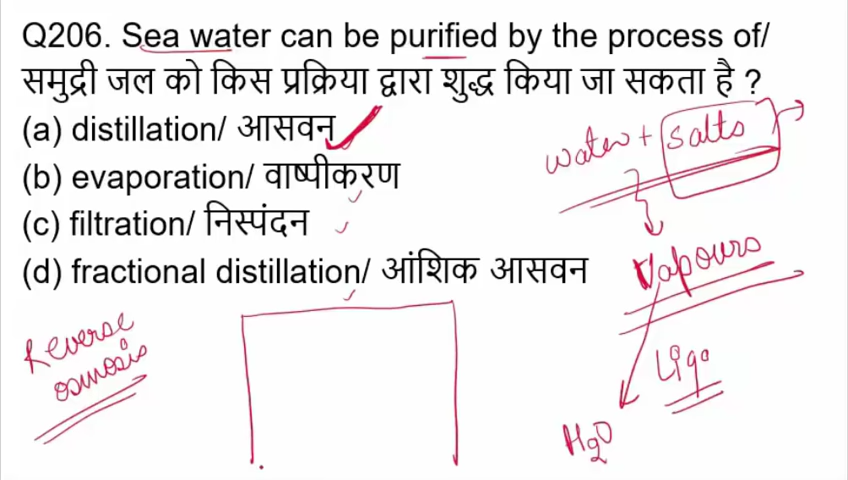 Q206. Sea water can be purified by the process of/
समुद्री जल को किस प्रक्रिया द्वारा शुद्ध किया जा सकता है ?
(a) distillation/ आसवन
(b) evaporation/ वाष्पीकरण
(c) filtration/ निस्पंदन
(d) fractional distillation/ आंशिक आसवन
water + salts
Vapours
Liqo
H2O
Reverse
osmosis